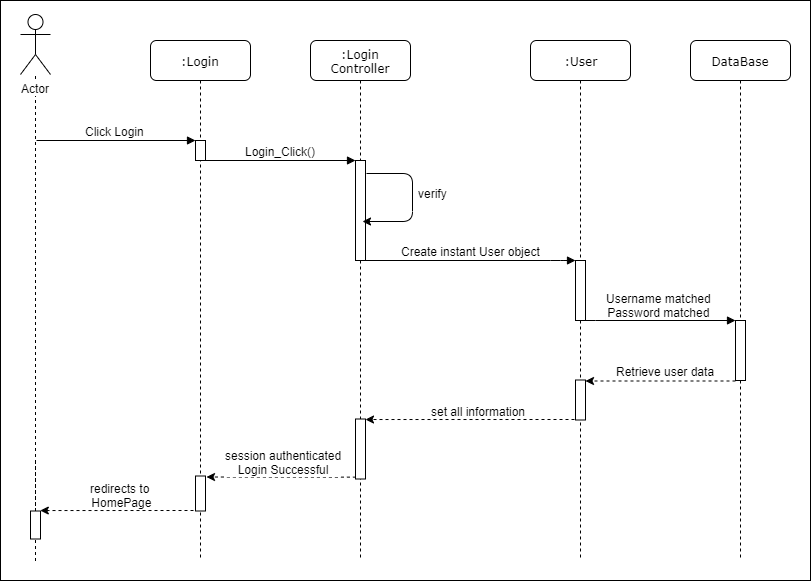 Actor
:Login
:Login
Controller
:User
DataBase
Click Login
Login_Click()
verify
Create instant User object
Username matched
Password matched
Retrieve user data
set all information
session authenticated
Login Successful
redirects to
HomePage